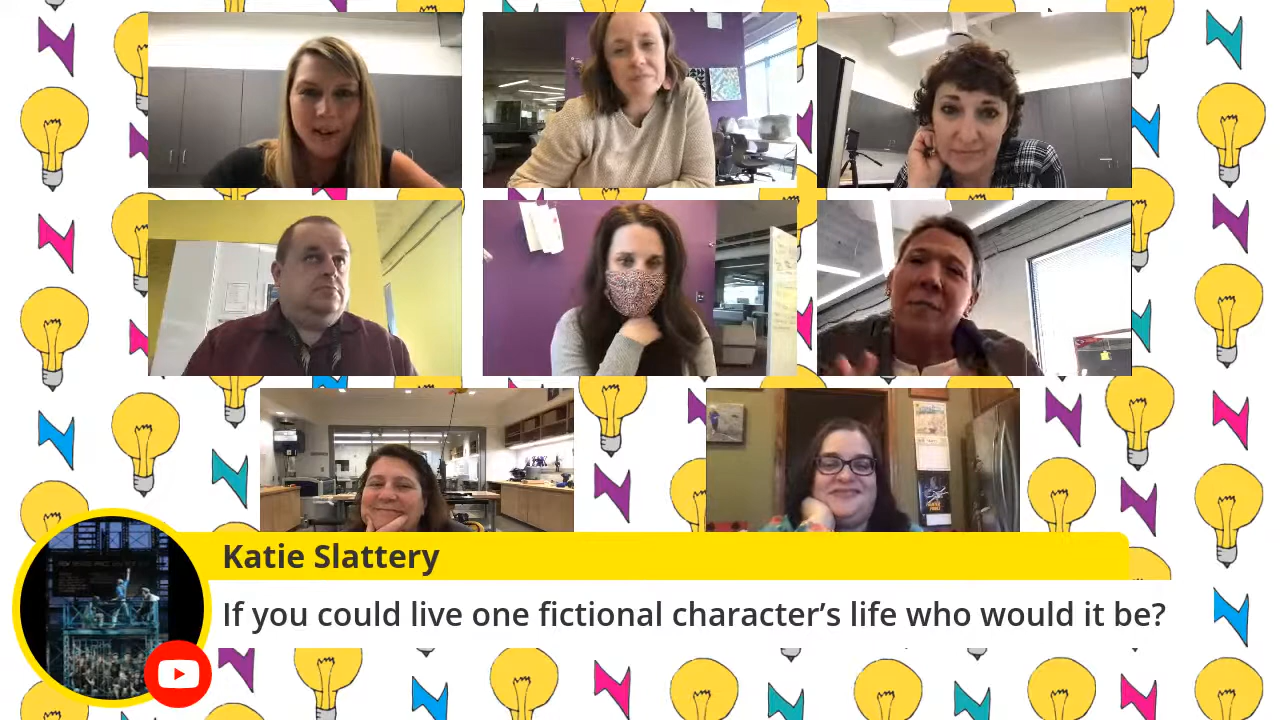 Katie Slattery
If you could live one fictional character’s life who would it be?